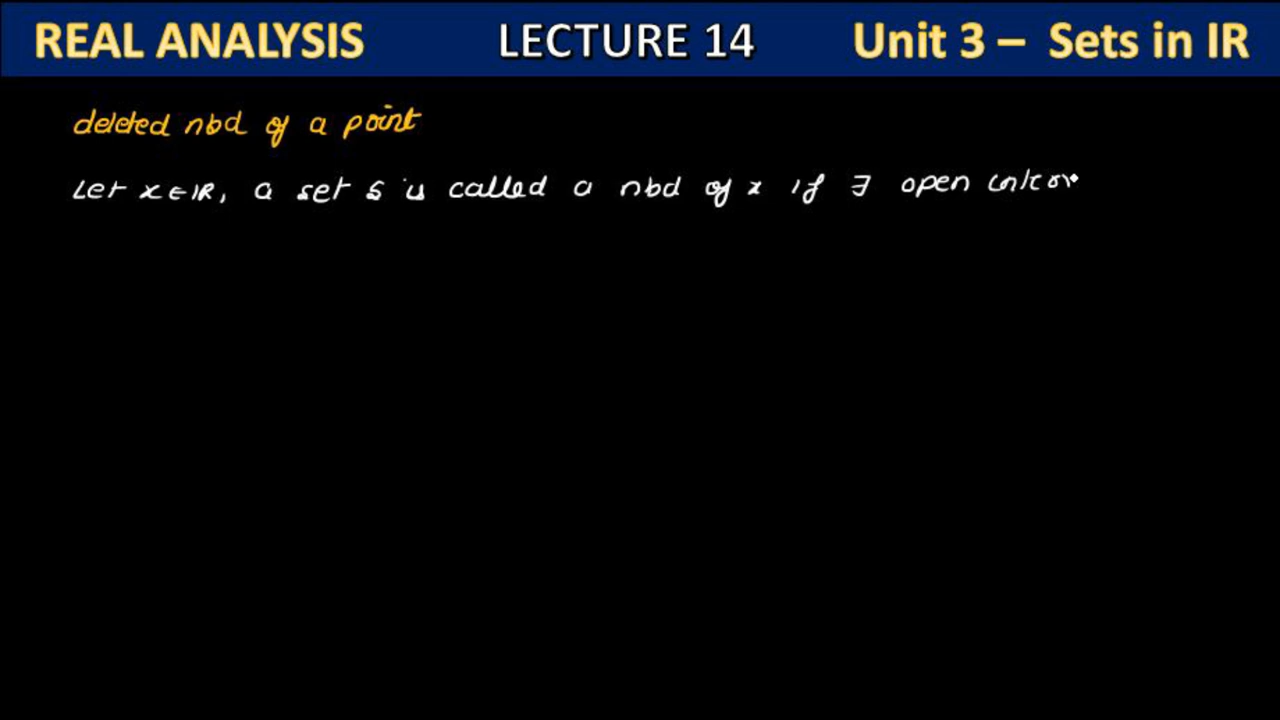 REAL ANALYSIS LECTURE 14 Unit 3 – Sets in IR
deleted nbd of a point
Let x ∈ IR, a set S is called a nbd of x if ∃ open